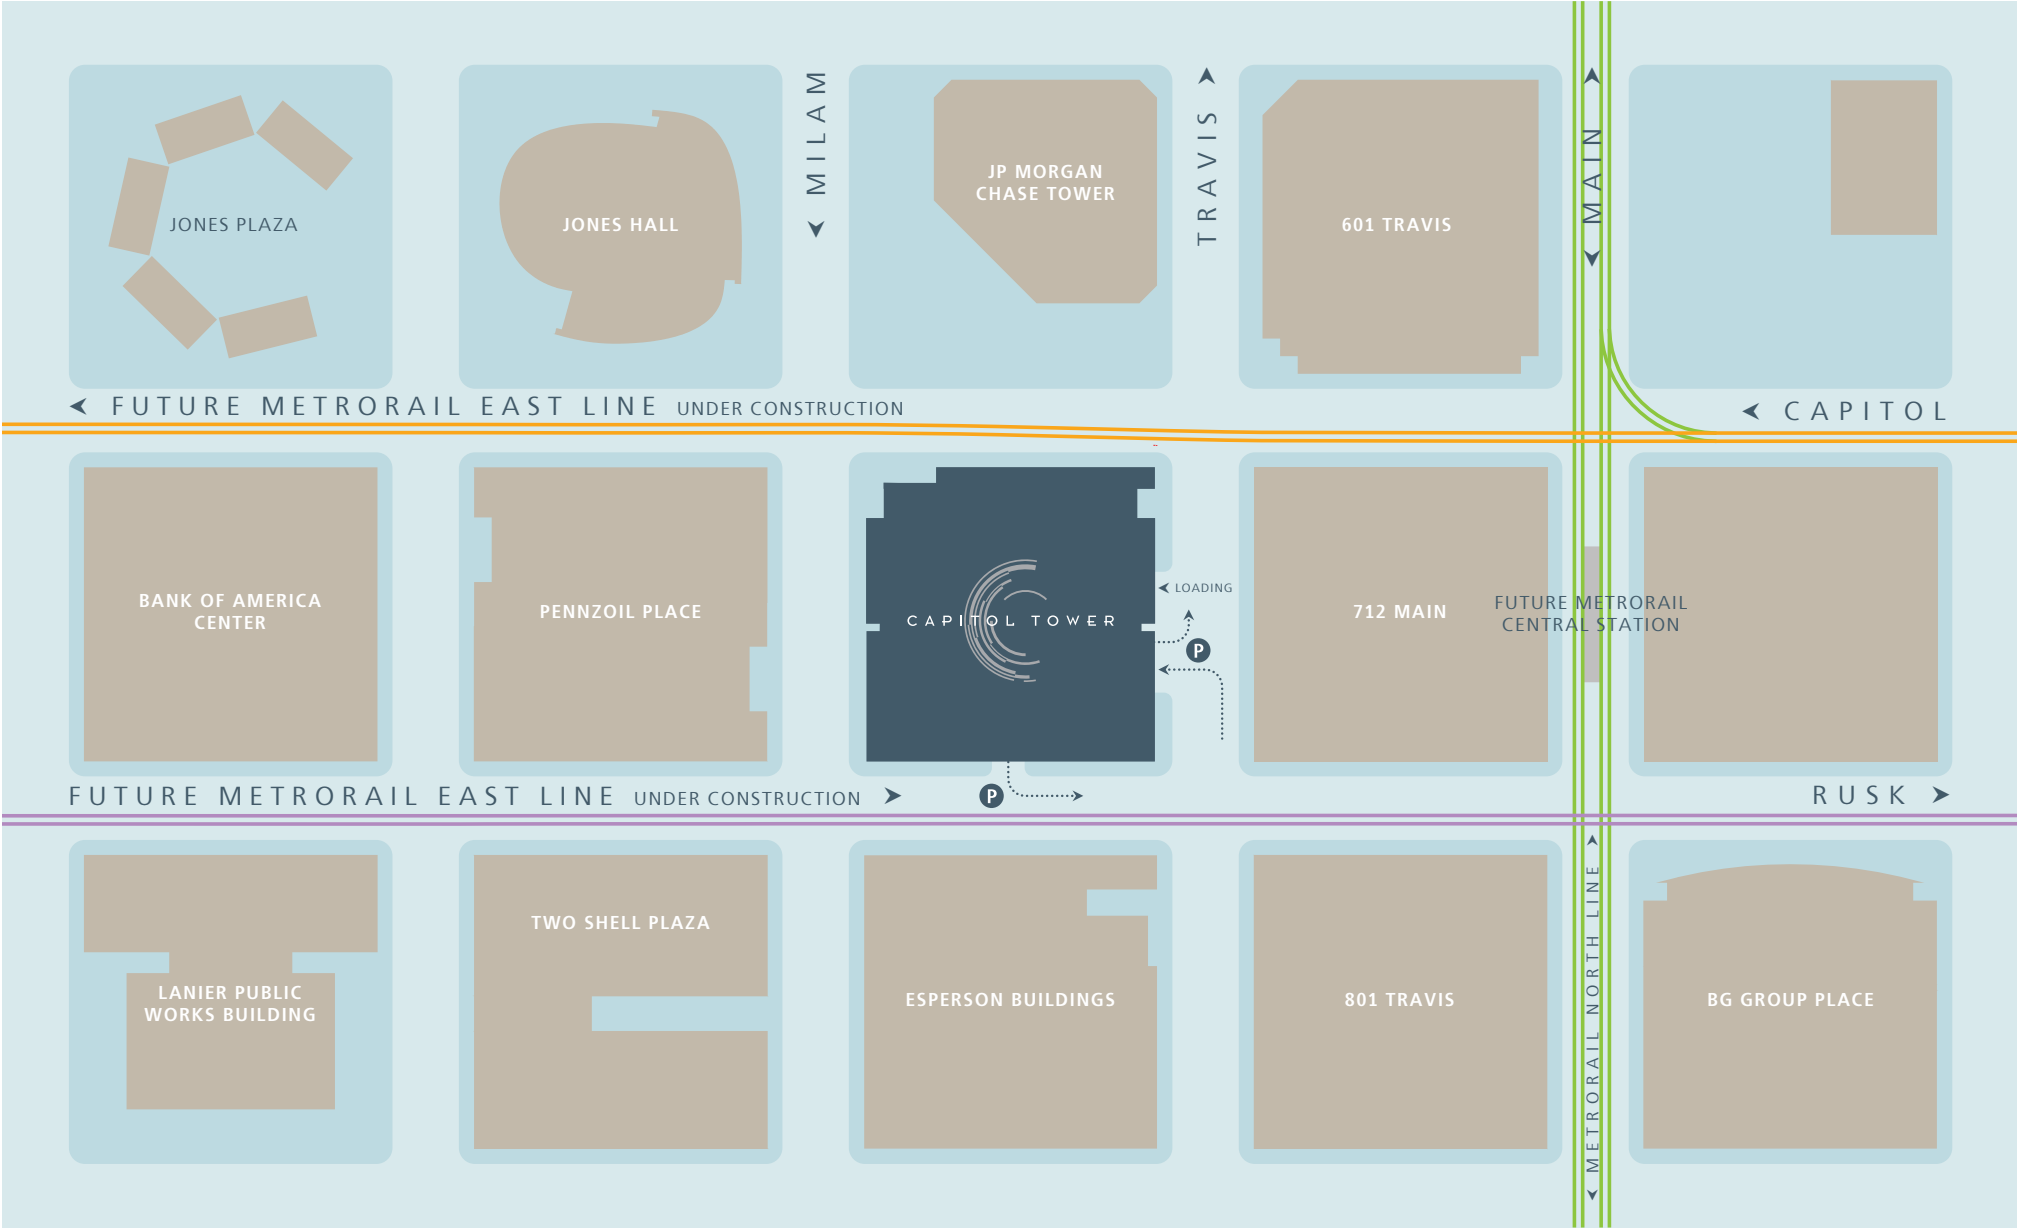 MILAM
TRAVIS
MAIN
JONES PLAZA
JONES HALL
JP MORGAN
CHASE TOWER
601 TRAVIS
FUTURE METRORAIL EAST LINE UNDER CONSTRUCTION
CAPITOL
BANK OF AMERICA
CENTER
PENNZOIL PLACE
CAPITOL TOWER
LOADING
P
712 MAIN
FUTURE METRORAIL
CENTRAL STATION
FUTURE METRORAIL EAST LINE UNDER CONSTRUCTION
P
RUSK
METRORAIL NORTH LINE
LANIER PUBLIC
WORKS BUILDING
TWO SHELL PLAZA
ESPERSON BUILDINGS
801 TRAVIS
BG GROUP PLACE